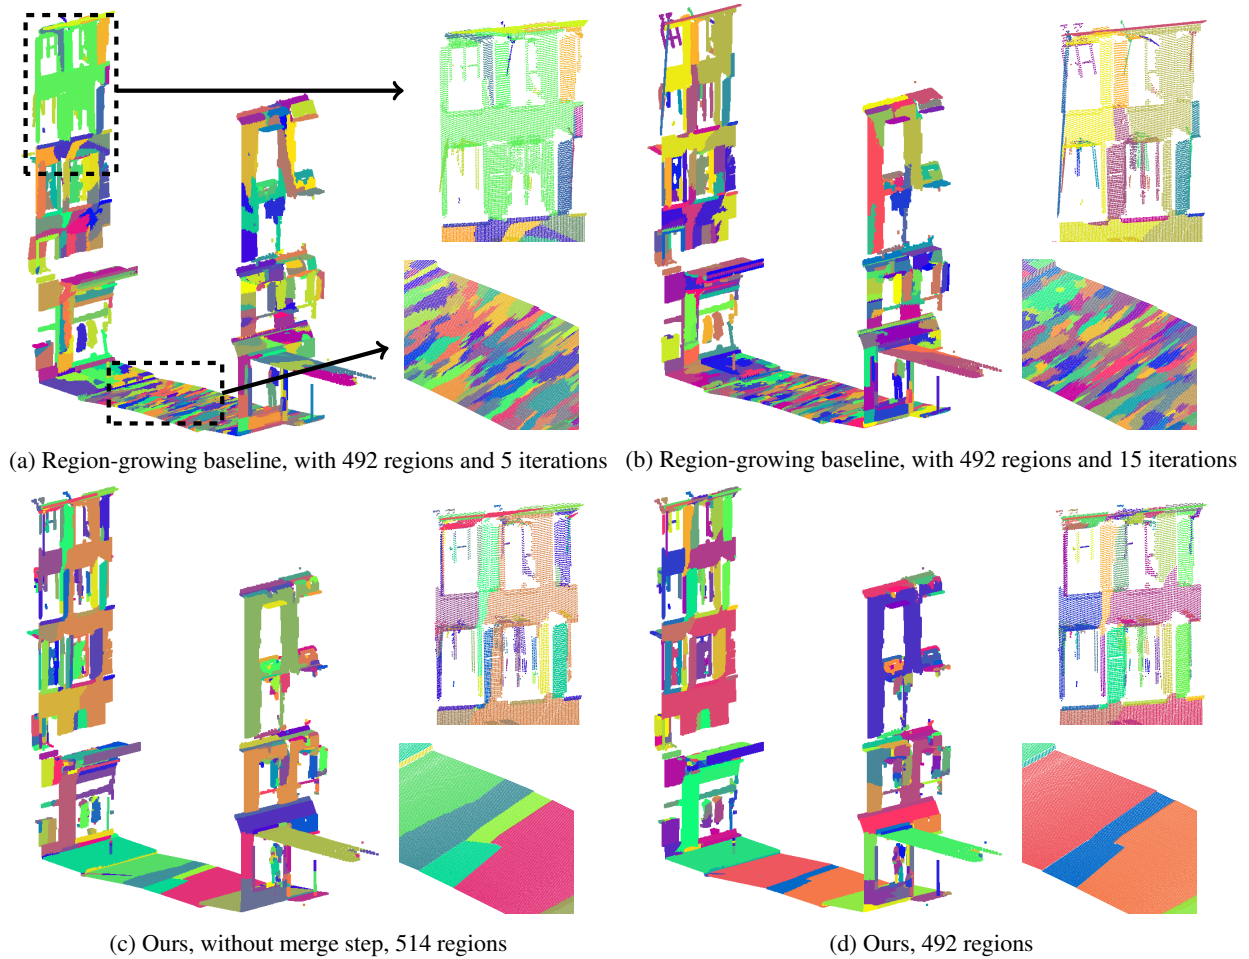 (a) Region-growing baseline, with 492 regions and 5 iterations
(b) Region-growing baseline, with 492 regions and 15 iterations
(c) Ours, without merge step, 514 regions
(d) Ours, 492 regions